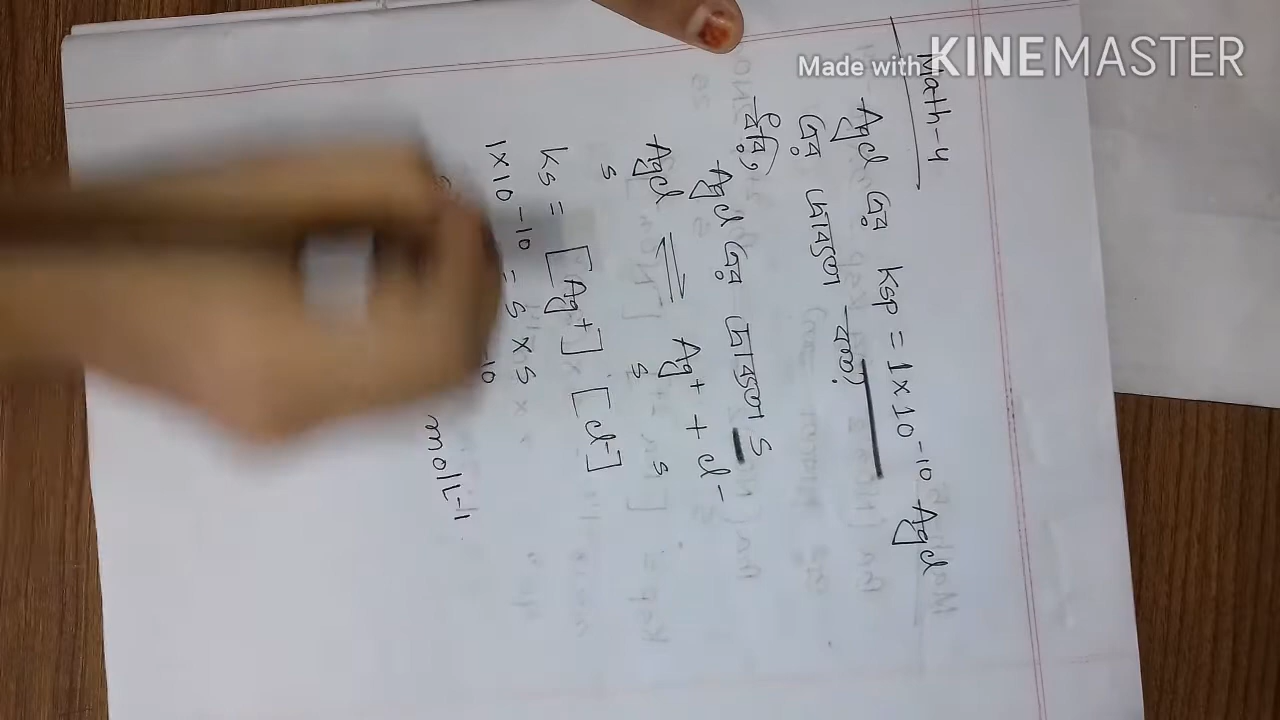 Made with KINEMASTER
Math-4
AgCl এর Ksp = 1×10-10 AgCl
এর দ্রাব্যতা কত?
ধরি,
AgCl এর দ্রাব্যতা S
AgCl ⇌ Ag+ + Cl-
s s s
Ks = [Ag+] [Cl-]
1×10-10 = s × s
-10
molL-1